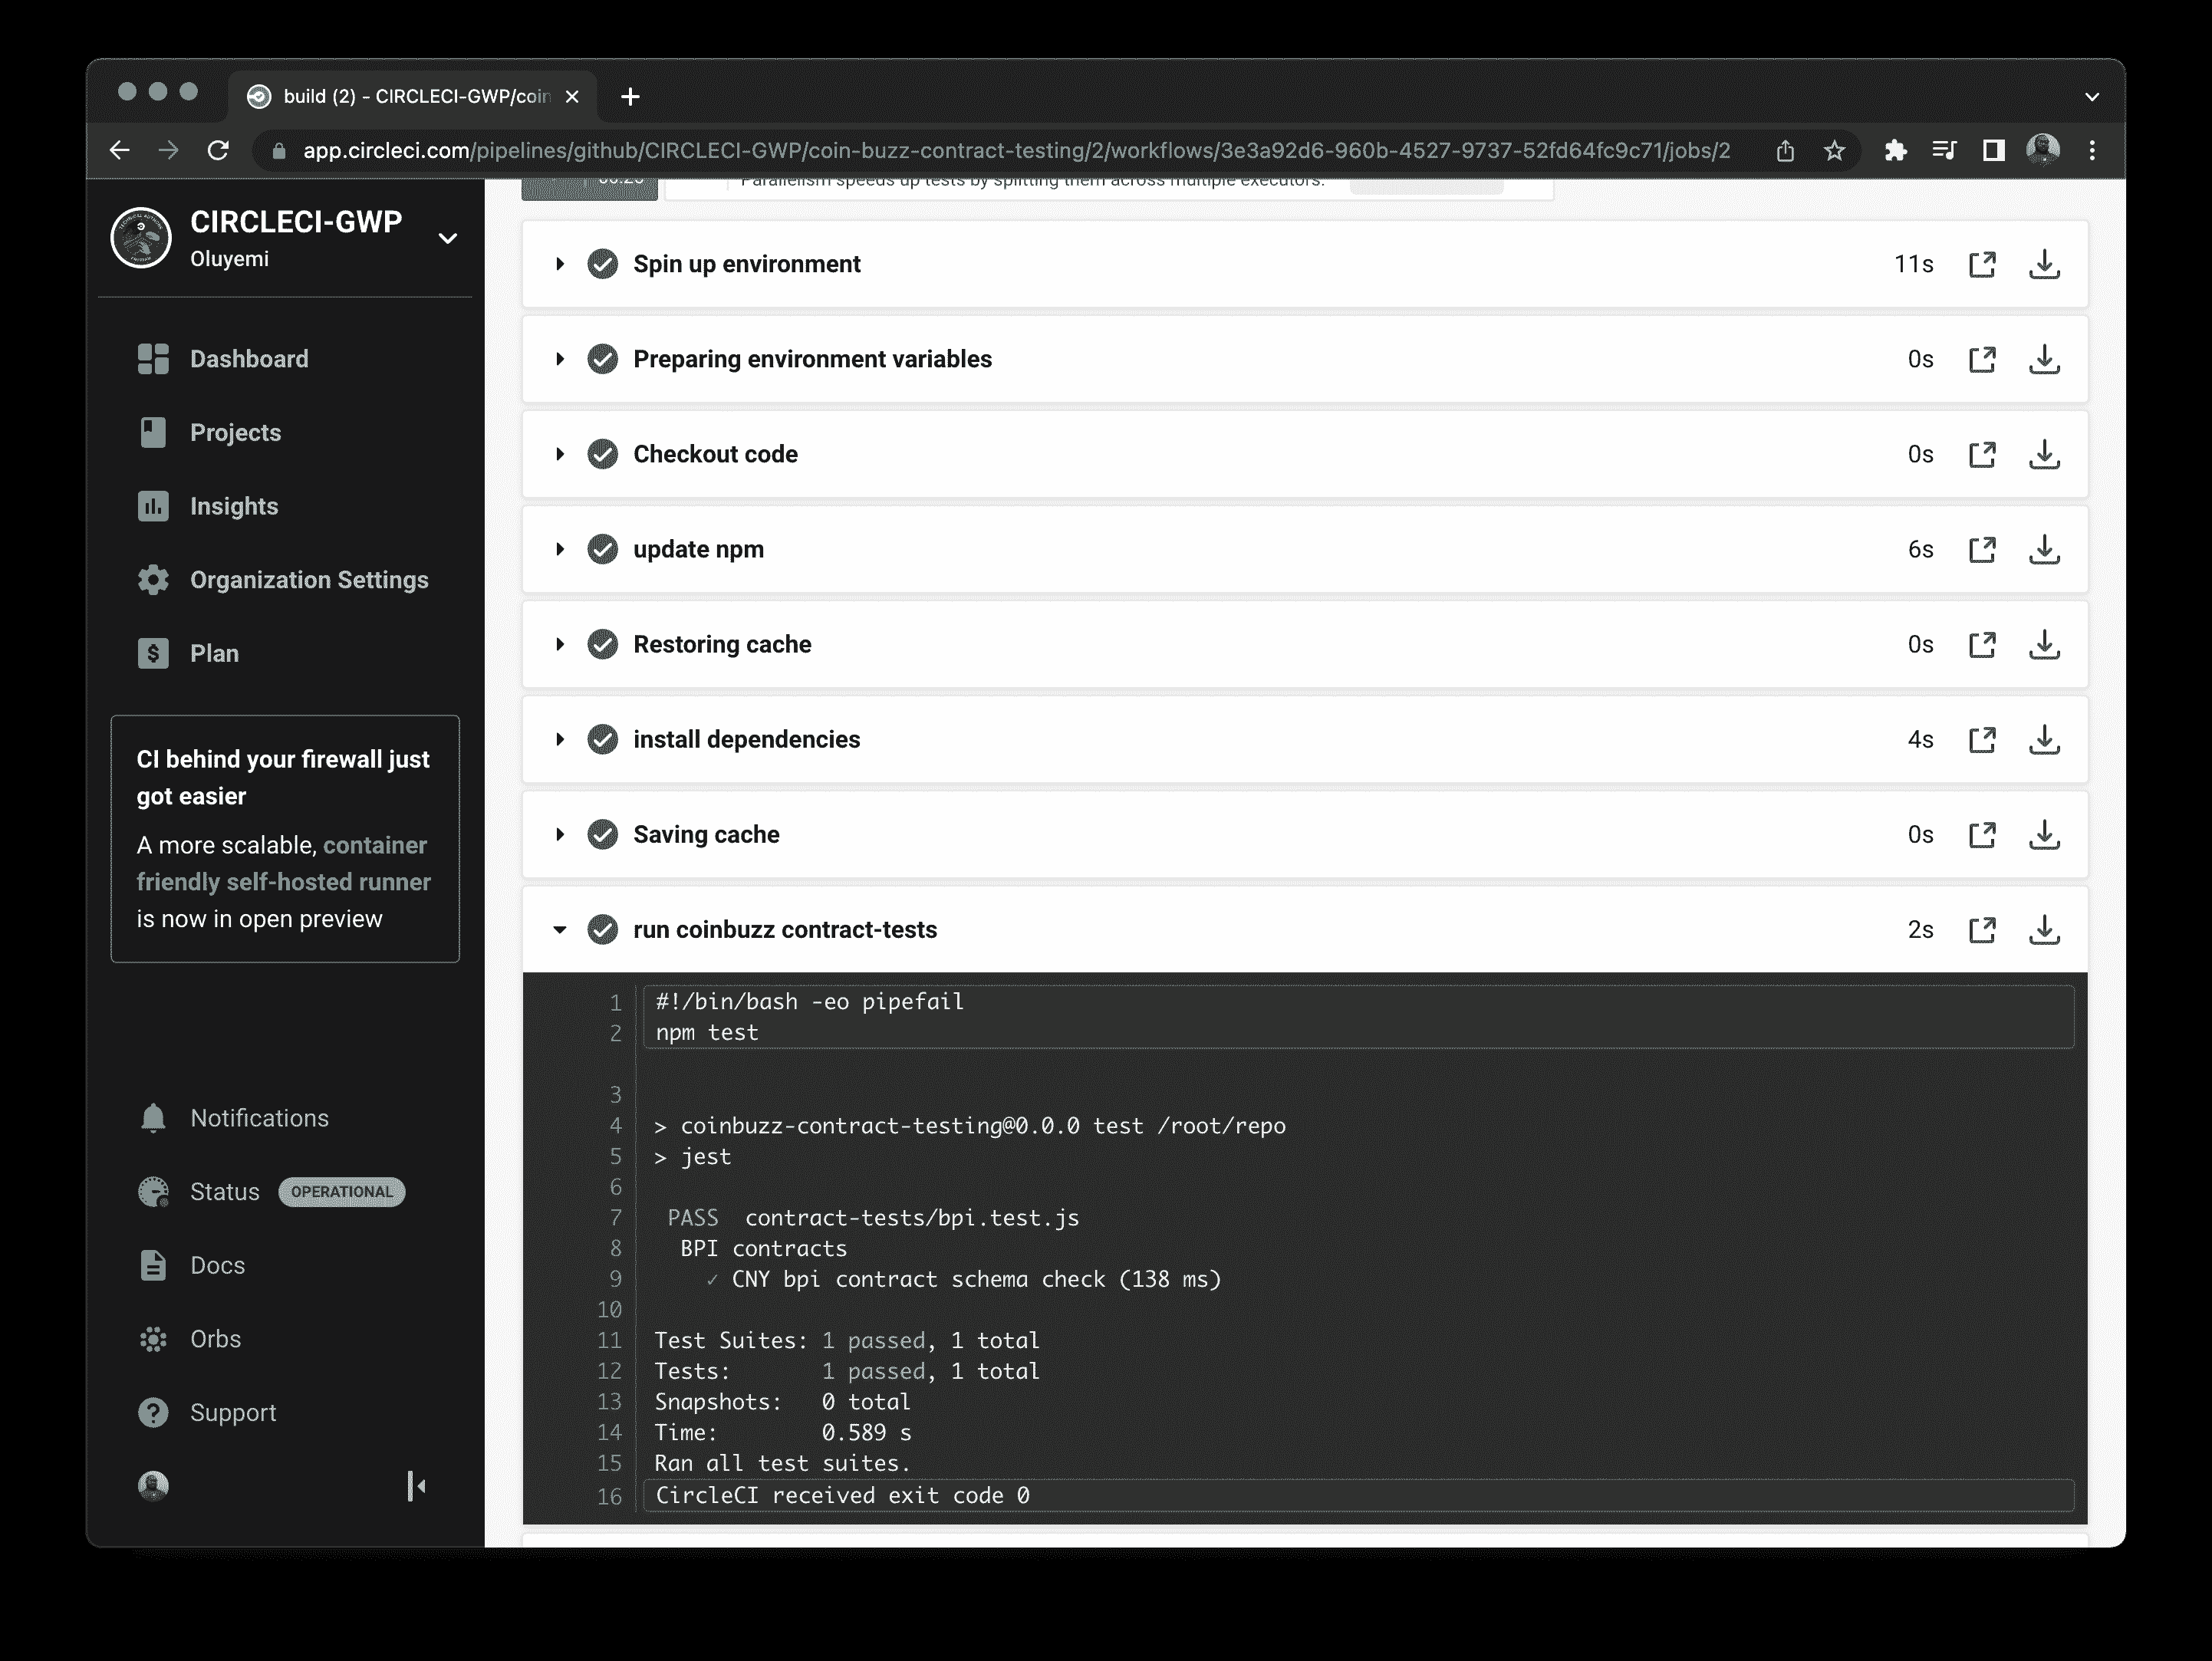 build (2) - CIRCLECI-GWP/coin
app.circleci.com/pipelines/github/CIRCLECI-GWP/coin-buzz-contract-testing/2/workflows/3e3a92d6-960b-4527-9737-52fd64fc9c71/jobs/2
CIRCLECI-GWP
Oluyemi
Dashboard
Projects
Insights
Organization Settings
Plan
CI behind your firewall just
got easier
A more scalable, container
friendly self-hosted runner
is now in open preview
Notifications
Status OPERATIONAL
Docs
Orbs
Support
Parallelism speeds up tests by splitting them across multiple executors.
Spin up environment 11s
Preparing environment variables 0s
Checkout code 0s
update npm 6s
Restoring cache 0s
install dependencies 4s
Saving cache 0s
run coinbuzz contract-tests 2s
1 #!/bin/bash -eo pipefail
2 npm test
3
4 > coinbuzz-contract-testing@0.0.0 test /root/repo
5 > jest
6
7 PASS contract-tests/bpi.test.js
8 BPI contracts
9 ✓ CNY bpi contract schema check (138 ms)
10
11 Test Suites: 1 passed, 1 total
12 Tests: 1 passed, 1 total
13 Snapshots: 0 total
14 Time: 0.589 s
15 Ran all test suites.
16 CircleCI received exit code 0